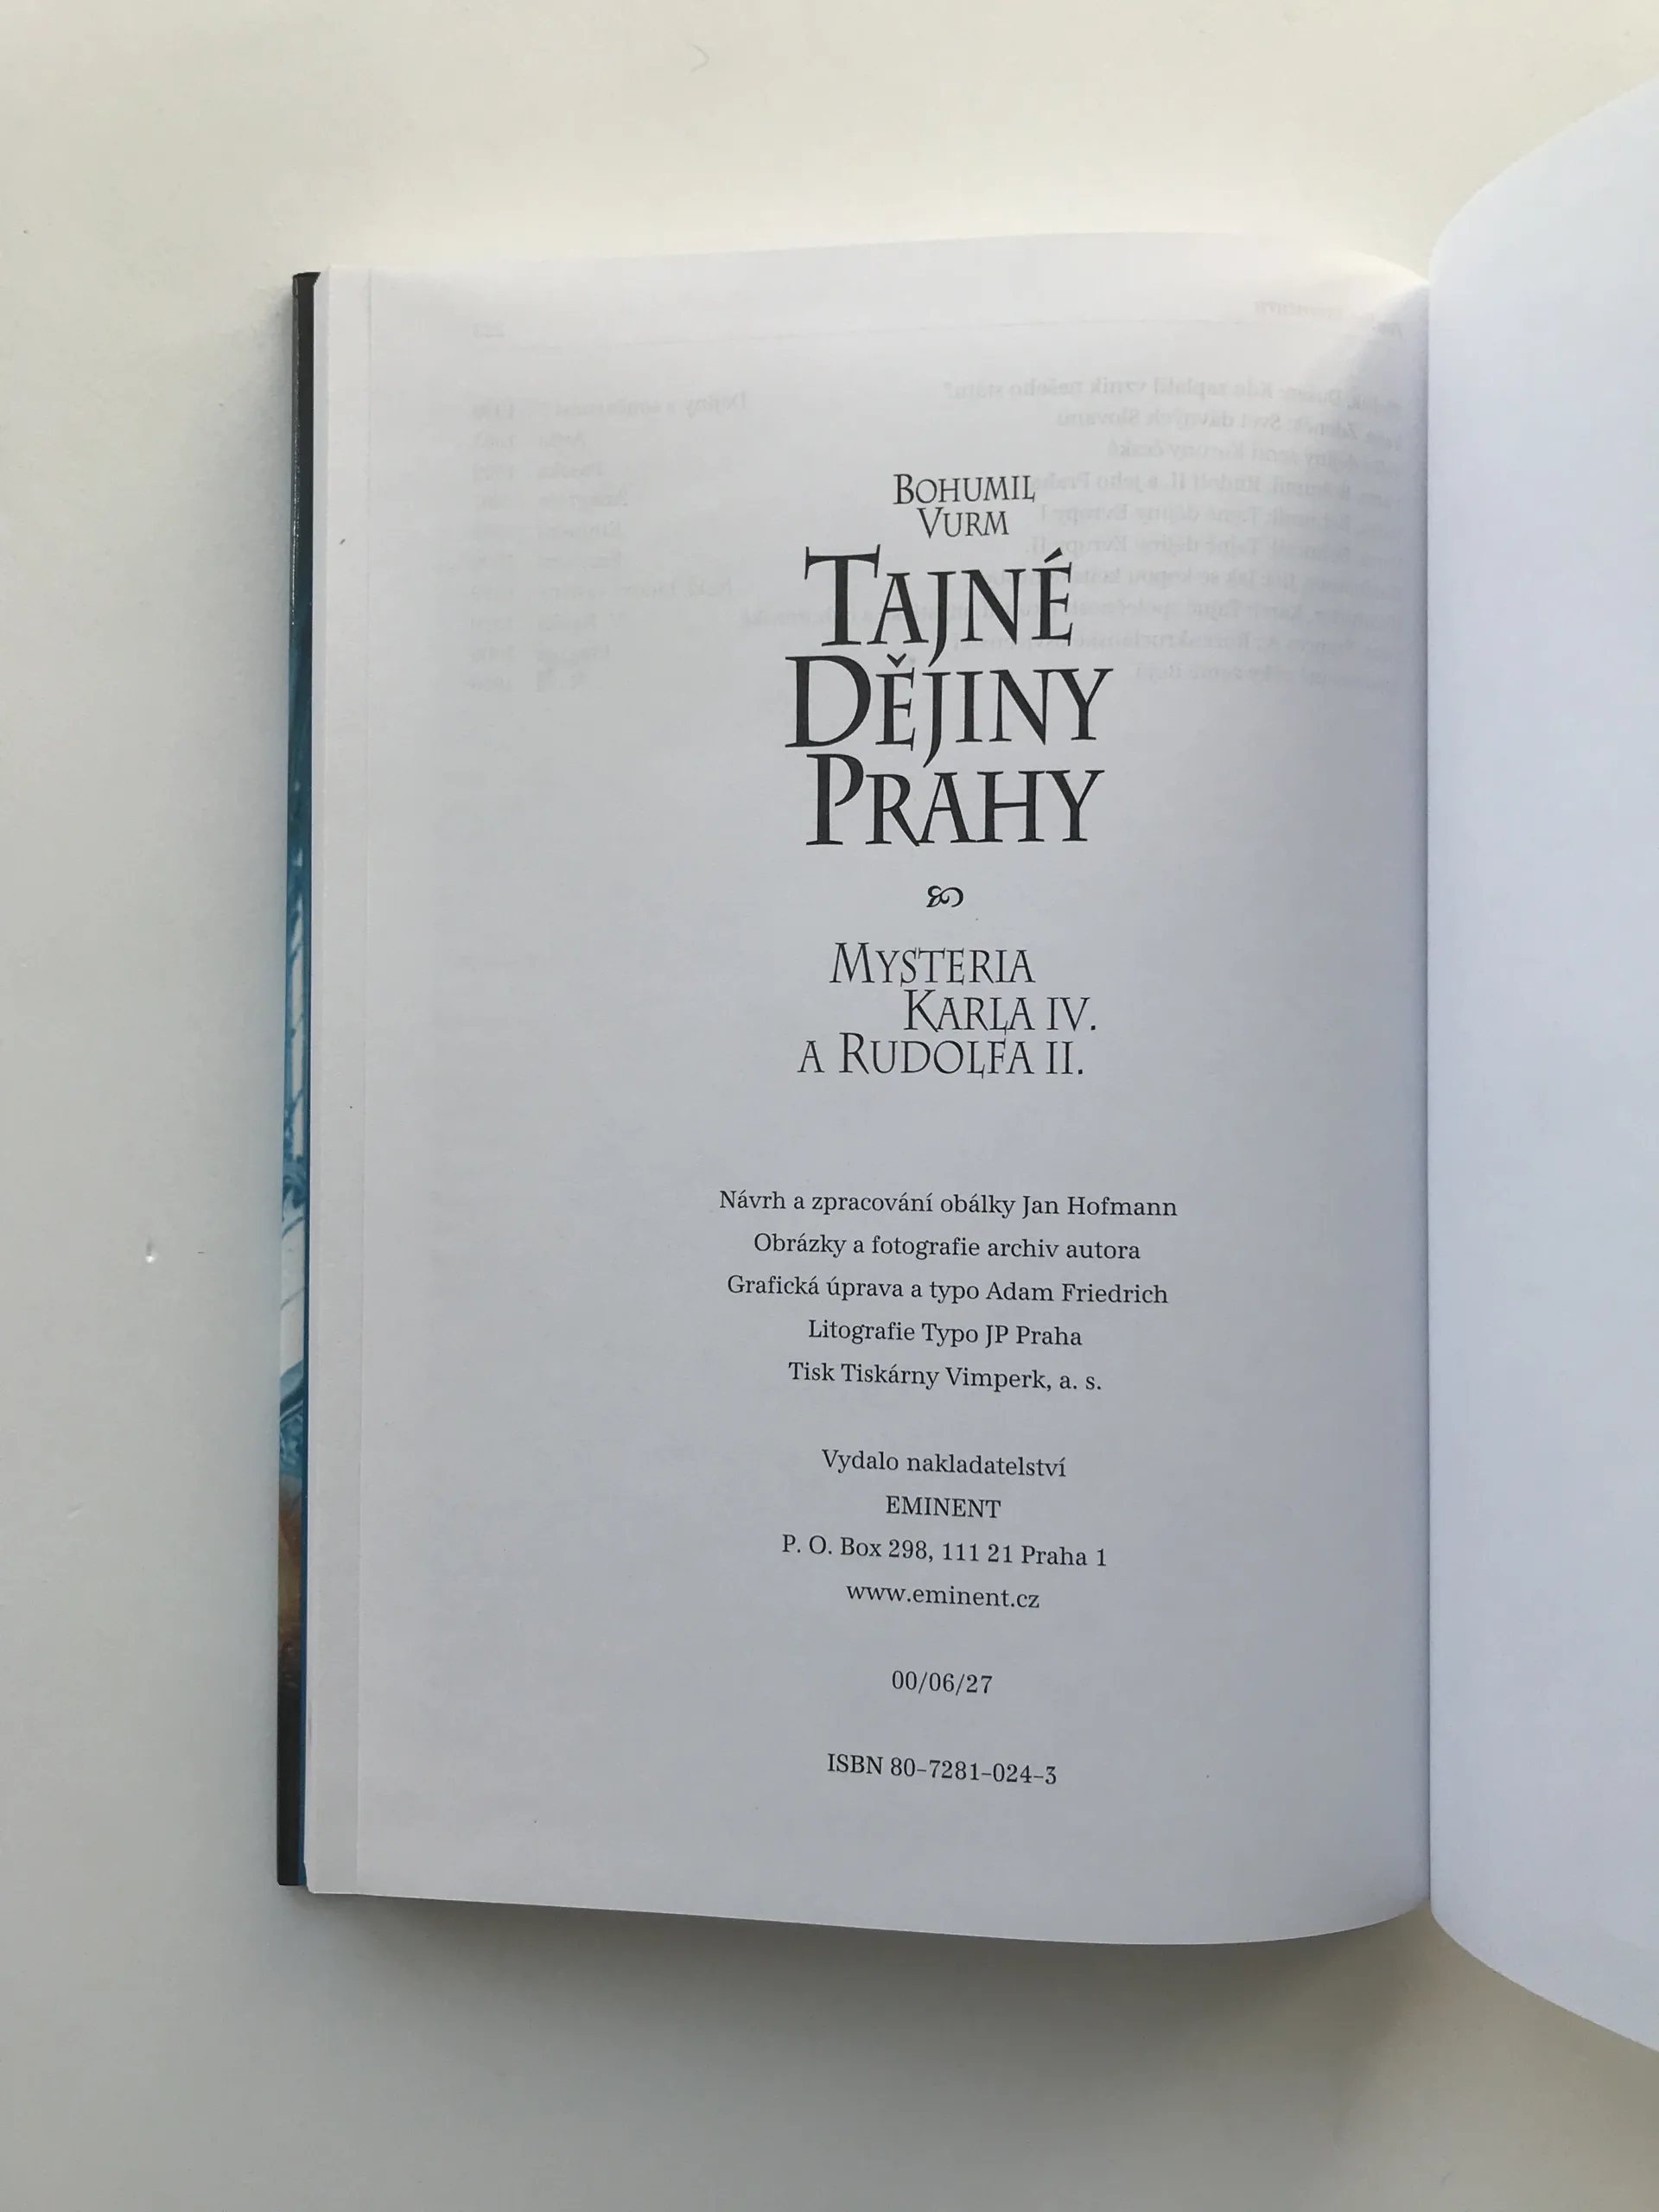 BOHUMIL
VURM
TAJNÉ
DĚJINY
PRAHY
MYSTERIA
KARLA IV.
A RUDOLFA II.
Návrh a zpracování obálky Jan Hofmann
Obrázky a fotografie archiv autora
Grafická úprava a typo Adam Friedrich
Litografie Typo JP Praha
Tisk Tiskárny Vimperk, a. s.
Vydalo nakladatelství
EMINENT
P. O. Box 298, 111 21 Praha 1
www.eminent.cz
00/06/27
ISBN 80-7281-024-3